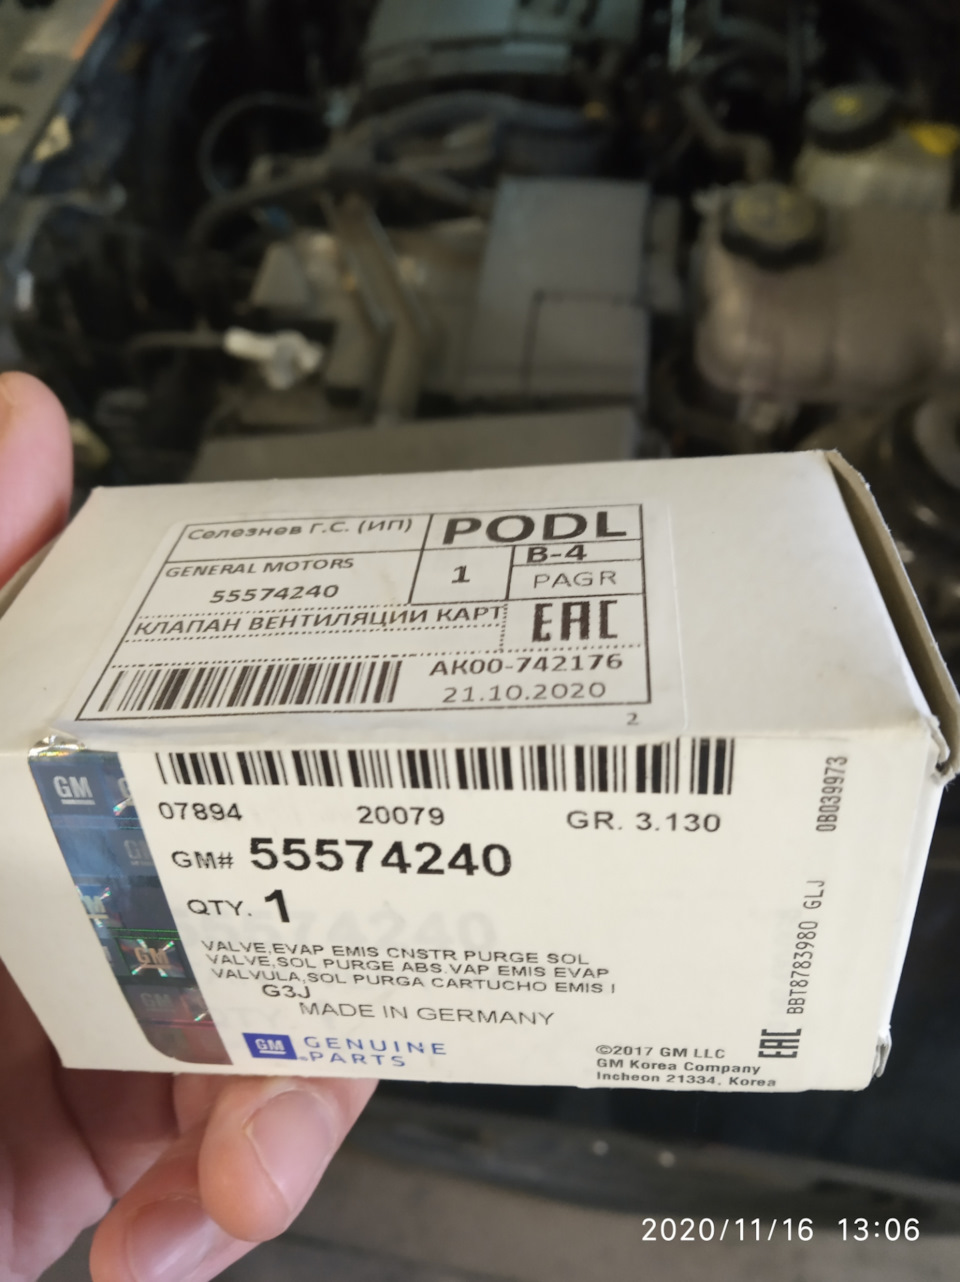 Селезнев Г.С. (ИП)
PODL
GENERAL MOTORS
55574240
1
B-4
PAGR
КЛАПАН ВЕНТИЛЯЦИИ КАРТ
EAC
АК00-742176
21.10.2020
2
07894
20079
GR. 3.130
GM# 55574240
QTY. 1
VALVE,EVAP EMIS CNSTR PURGE SOL
VALVE,SOL PURGE ABS.VAP EMIS EVAP
VALVULA,SOL PURGA CARTUCHO EMIS I
G3J
MADE IN GERMANY
GM GENUINE
PARTS
©2017 GM LLC
GM Korea Company
Incheon 21334, Korea
EAC BBT8783980 GLJ
0B039973
GM
GM
GM
2020/11/16 13:06